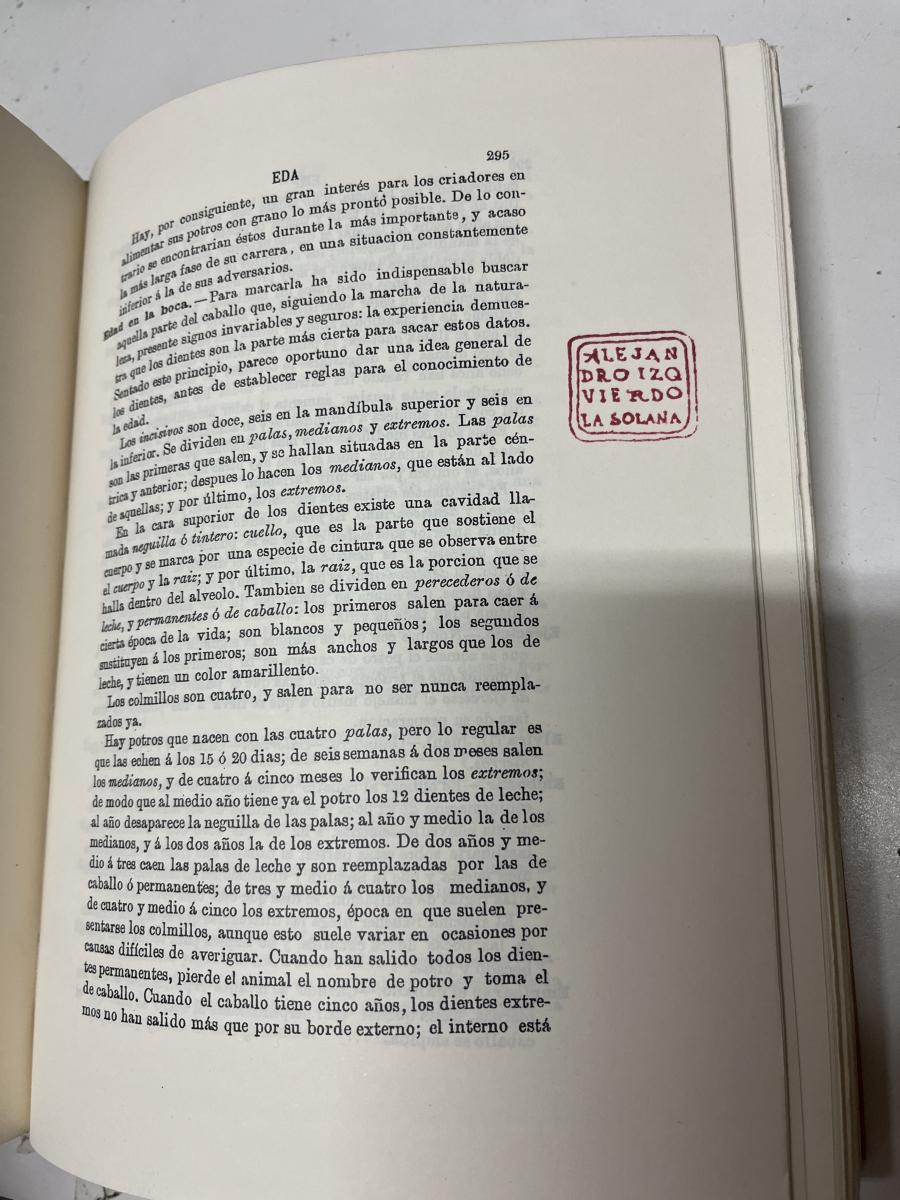 EDA
295
Hay, por consiguiente, un gran interés para los criadores en
alimentar sus potros con grano lo más prontó posible. De lo con-
trario se encontrarian éstos durante la más importante, y acaso
la más larga fase de su carrera, en una situacion constantemente
inferior á la de sus adversarios.
Edad en la boca.—Para marcarla ha sido indispensable buscar
aquella parte del caballo que, siguiendo la marcha de la natura-
leza, presente signos invariables y seguros: la experiencia demues-
tra que los dientes son la parte más cierta para sacar estos datos.
Sentado este principio, parece oportuno dar una idea general de
los dientes, antes de establecer reglas para el conocimiento de
la edad.
Los incisivos son doce, seis en la mandíbula superior y seis en
la inferior. Se dividen en palas, medianos y extremos. Las palas
son las primeras que salen, y se hallan situadas en la parte cén-
trica y anterior; despues lo hacen los medianos, que están al lado
de aquellas; y por último, los extremos.
En la cara superior de los dientes existe una cavidad lla-
mada neguilla ó tintero: cuello, que es la parte que sostiene el
cuerpo y se marca por una especie de cintura que se observa entre
el cuerpo y la raiz; y por último, la raiz, que es la porcion que se
halla dentro del alveolo. Tambien se dividen en perecederos ó de
leche, y permanentes ó de caballo: los primeros salen para caer á
cierta época de la vida; son blancos y pequeños; los segundos
sustituyen á los primeros; son más anchos y largos que los de
leche, y tienen un color amarillento.
Los colmillos son cuatro, y salen para no ser nunca reempla-
zados ya.
Hay potros que nacen con las cuatro palas, pero lo regular es
que las echen á los 15 ó 20 dias; de seis semanas á dos meses salen
los medianos, y de cuatro á cinco meses lo verifican los extremos;
de modo que al medio año tiene ya el potro los 12 dientes de leche;
al año desaparece la neguilla de las palas; al año y medio la de los
medianos, y á los dos años la de los extremos. De dos años y me-
dio á tres caen las palas de leche y son reemplazadas por las de
caballo ó permanentes; de tres y medio á cuatro los medianos, y
de cuatro y medio á cinco los extremos, época en que suelen pre-
sentarse los colmillos, aunque esto suele variar en ocasiones por
causas difíciles de averiguar. Cuando han salido todos los dien-
tes permanentes, pierde el animal el nombre de potro y toma el
de caballo. Cuando el caballo tiene cinco años, los dientes extre-
mos no han salido más que por su borde externo; el interno está
ALEJAN
DRO IZQ
VIERDO
LA SOLANA